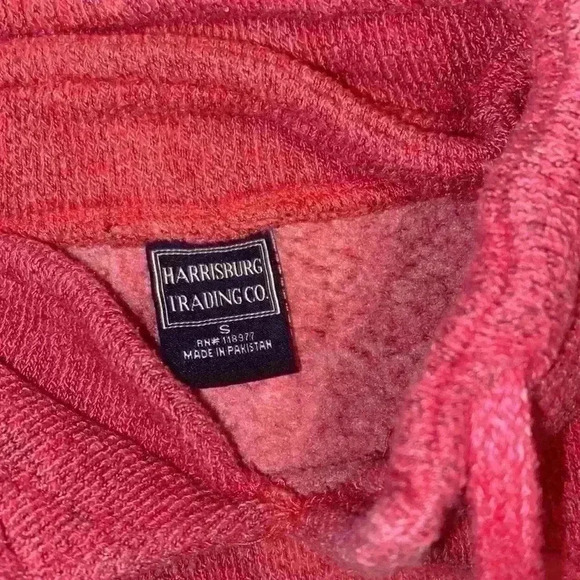 HARRISBURG
TRADING CO.
S
RN# 118977
MADE IN PAKISTAN